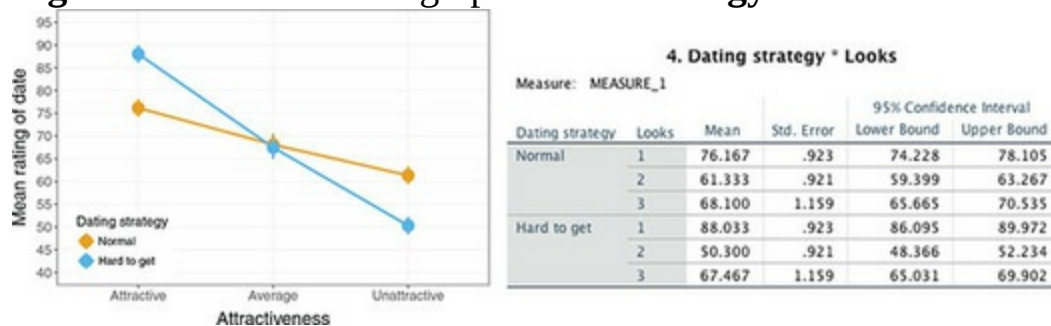 95
90
85
80
75
70
65
60
55
50
45
40
Mean rating of date
Dating strategy
Normal
Hard to get
Attractive Average Unattractive
Attractiveness
4. Dating strategy * Looks
Measure: MEASURE_1
95% Confidence Interval
Dating strategy Looks Mean Std. Error Lower Bound Upper Bound
Normal 1 76.167 .923 74.228 78.105
2 61.333 .921 59.399 63.267
3 68.100 1.159 65.665 70.535
Hard to get 1 88.033 .923 86.095 89.972
2 50.300 .921 48.366 52.234
3 67.467 1.159 65.031 69.902